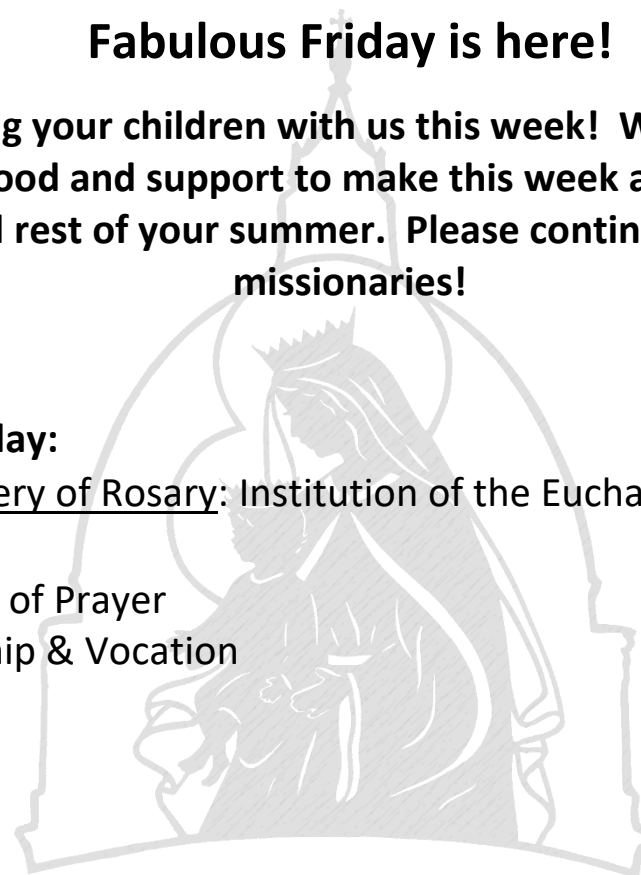 Fabulous Friday is here!
g your children with us this week! W
ood and support to make this week a
rest of your summer. Please contin
missionaries!
lay:
ery of Rosary: Institution of the Eucha
of Prayer
ip & Vocation